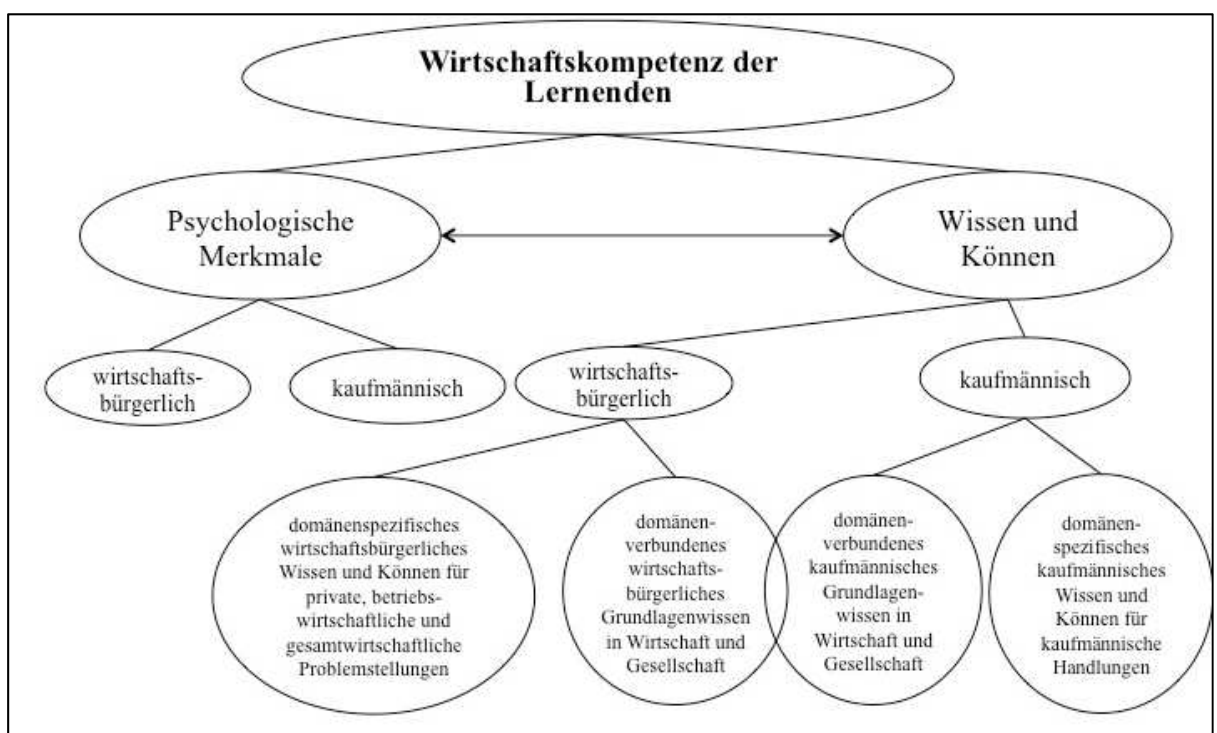 Wirtschaftskompetenz der
Lernenden
Psychologische
Merkmale
Wissen und
Können
wirtschafts-
bürgerlich
kaufmännisch
wirtschafts-
bürgerlich
kaufmännisch
domänenspezifisches
wirtschaftsbürgerliches
Wissen und Können für
private, betriebs-
wirtschaftliche und
gesamtwirtschaftliche
Problemstellungen
domänen-
verbundenes
wirtschafts-
bürgerliches
Grundlagenwissen
in Wirtschaft und
Gesellschaft
domänen-
verbundenes
kaufmännisches
Grundlagen-
wissen in
Wirtschaft und
Gesellschaft
domänen-
spezifisches
kaufmännisches
Wissen und
Können für
kaufmännische
Handlungen